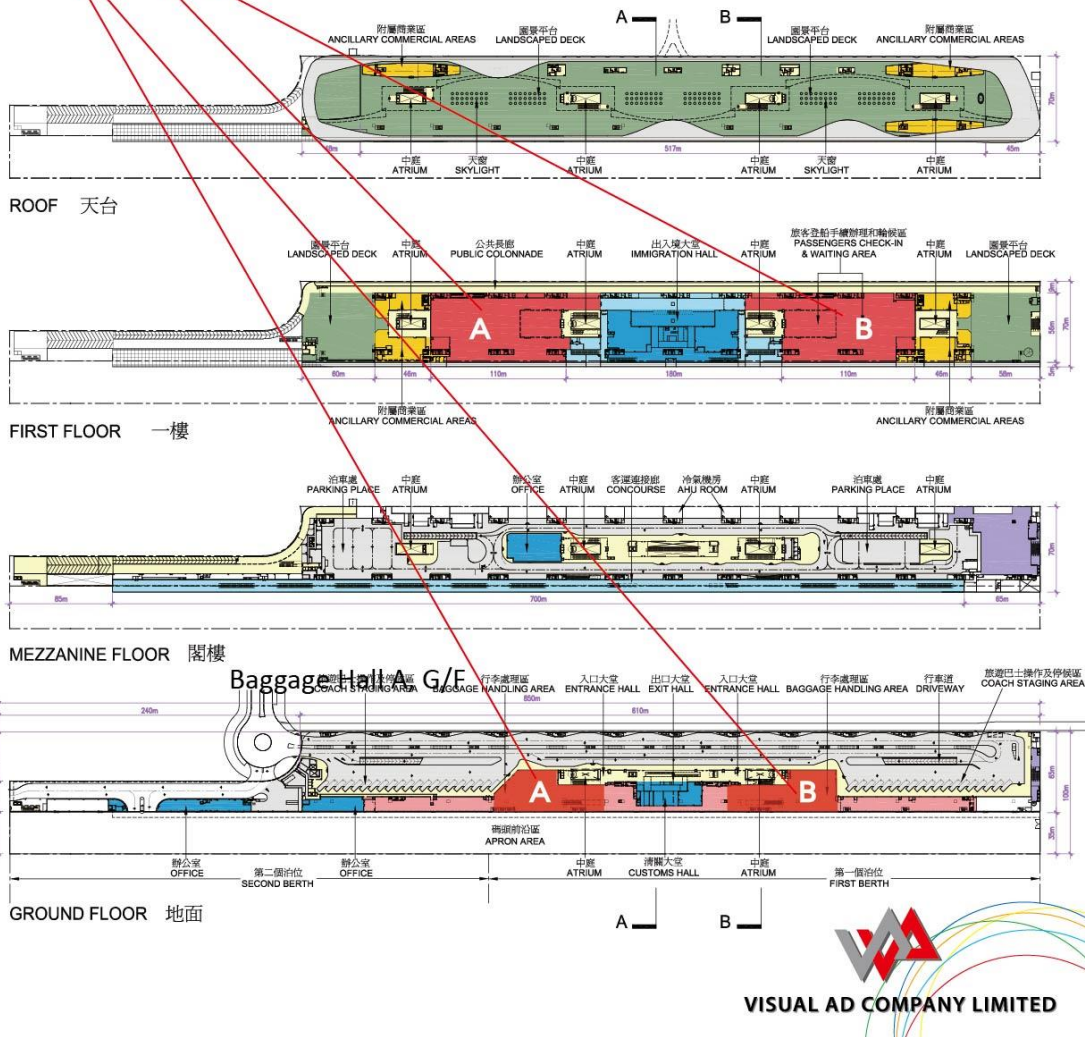 A B
附屬商業區
ANCILLARY COMMERCIAL AREAS
園景平台
LANDSCAPED DECK
園景平台
LANDSCAPED DECK
附屬商業區
ANCILLARY COMMERCIAL AREAS
70m
517m
45m
中庭
ATRIUM
天窗
SKYLIGHT
中庭
ATRIUM
中庭
ATRIUM
天窗
SKYLIGHT
中庭
ATRIUM
ROOF 天台
園景平台
LANDSCAPED DECK
中庭
ATRIUM
公共長廊
PUBLIC COLONNADE
中庭
ATRIUM
出入境大堂
IMMIGRATION HALL
中庭
ATRIUM
旅客登船手續辦理和輪候區
PASSENGERS CHECK-IN
& WAITING AREA
中庭
ATRIUM
園景平台
LANDSCAPED DECK
A B
56m 70m
60m 46m 110m 180m 110m 46m 58m 5m
附屬商業區
ANCILLARY COMMERCIAL AREAS
附屬商業區
ANCILLARY COMMERCIAL AREAS
FIRST FLOOR 一樓
泊車處
PARKING PLACE
中庭
ATRIUM
辦公室
OFFICE
中庭
ATRIUM
客運連接廊
CONCOURSE
冷氣機房
AHU ROOM
中庭
ATRIUM
泊車處
PARKING PLACE
中庭
ATRIUM
70m
85m 700m 65m
MEZZANINE FLOOR 閣樓
Baggage Hall A G/F
COACH STAGING AREA
行李處理區
BAGGAGE HANDLING AREA
入口大堂
ENTRANCE HALL
出口大堂
EXIT HALL
入口大堂
ENTRANCE HALL
行李處理區
BAGGAGE HANDLING AREA
行車道
DRIVEWAY
旅遊巴士操作及停候區
COACH STAGING AREA
850m
240m 610m
A B
65m 100m
35m
碼頭前沿區
APRON AREA
辦公室
OFFICE
第二個泊位
SECOND BERTH
辦公室
OFFICE
中庭
ATRIUM
清關大堂
CUSTOMS HALL
中庭
ATRIUM
第一個泊位
FIRST BERTH
GROUND FLOOR 地面
A B
VISUAL AD COMPANY LIMITED